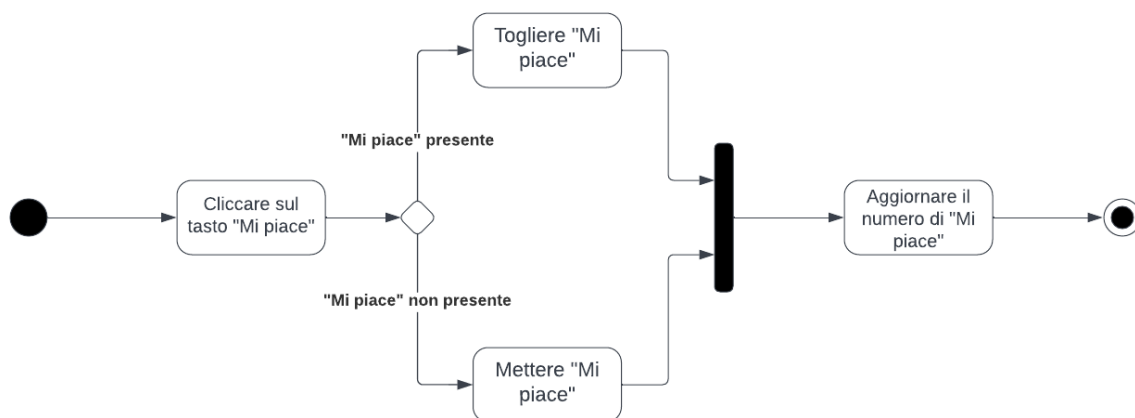 Togliere "Mi
piace"
"Mi piace" presente
Cliccare sul
tasto "Mi piace"
Aggiornare il
numero di "Mi
piace"
"Mi piace" non presente
Mettere "Mi
piace"